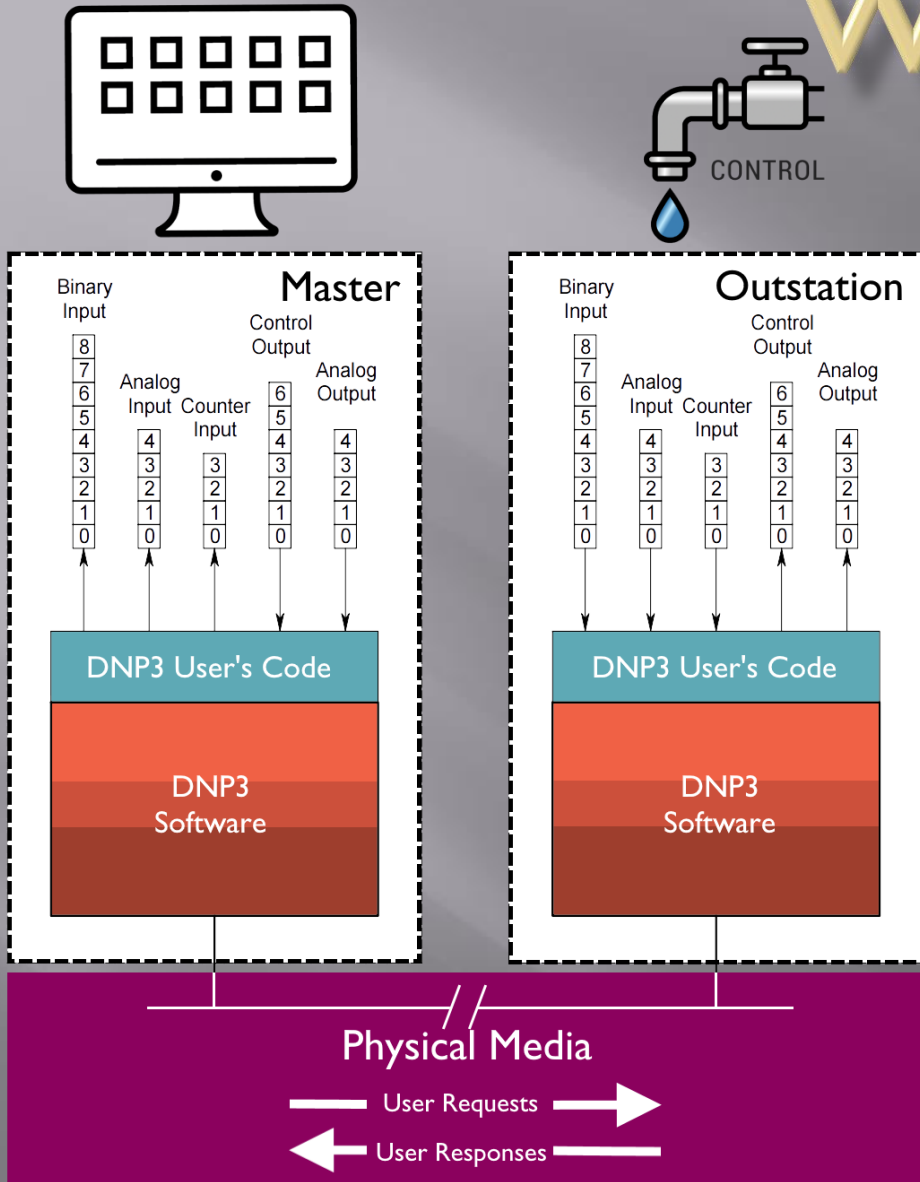 CONTROL
Master
Binary
Input
8
7
6
5
4
3
2
1
0
Analog
Input
4
3
2
1
0
Counter
Input
3
2
1
0
Control
Output
6
5
4
3
2
1
0
Analog
Output
4
3
2
1
0
DNP3 User's Code
DNP3
Software
Outstation
Binary
Input
8
7
6
5
4
3
2
1
0
Analog
Input
4
3
2
1
0
Counter
Input
3
2
1
0
Control
Output
6
5
4
3
2
1
0
Analog
Output
4
3
2
1
0
DNP3 User's Code
DNP3
Software
Physical Media
User Requests
User Responses